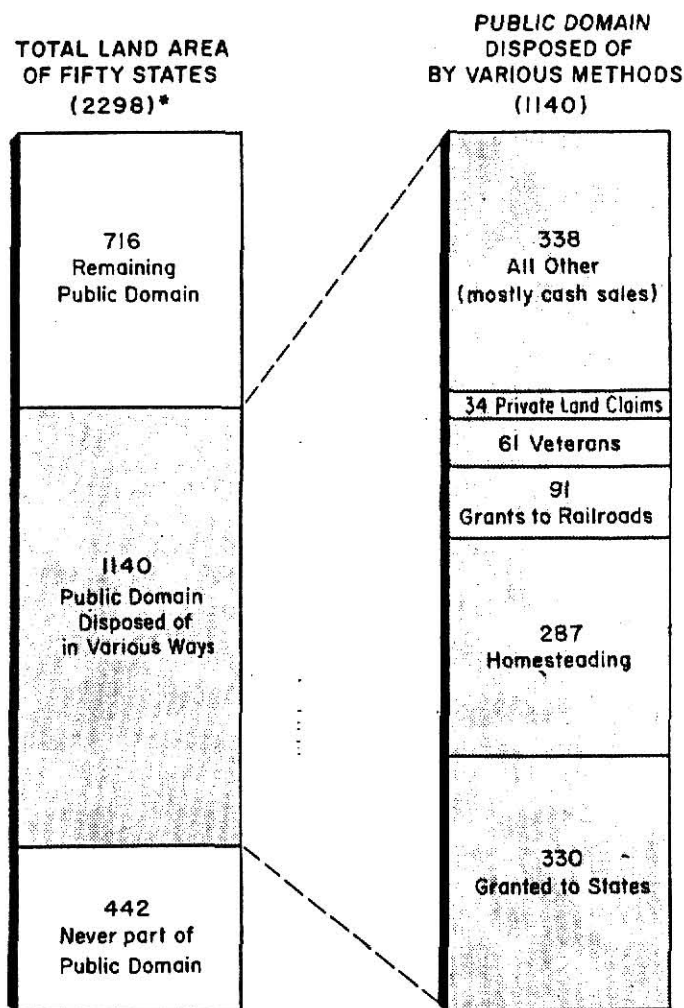 TOTAL LAND AREA
OF FIFTY STATES
(2298)*
716
Remaining
Public Domain
1140
Public Domain
Disposed of
in Various Ways
442
Never part of
Public Domain
PUBLIC DOMAIN
DISPOSED OF
BY VARIOUS METHODS
(1140)
338
All Other
(mostly cash sales)
34 Private Land Claims
61 Veterans
91
Grants to Railroads
287
Homesteading
330
Granted to States